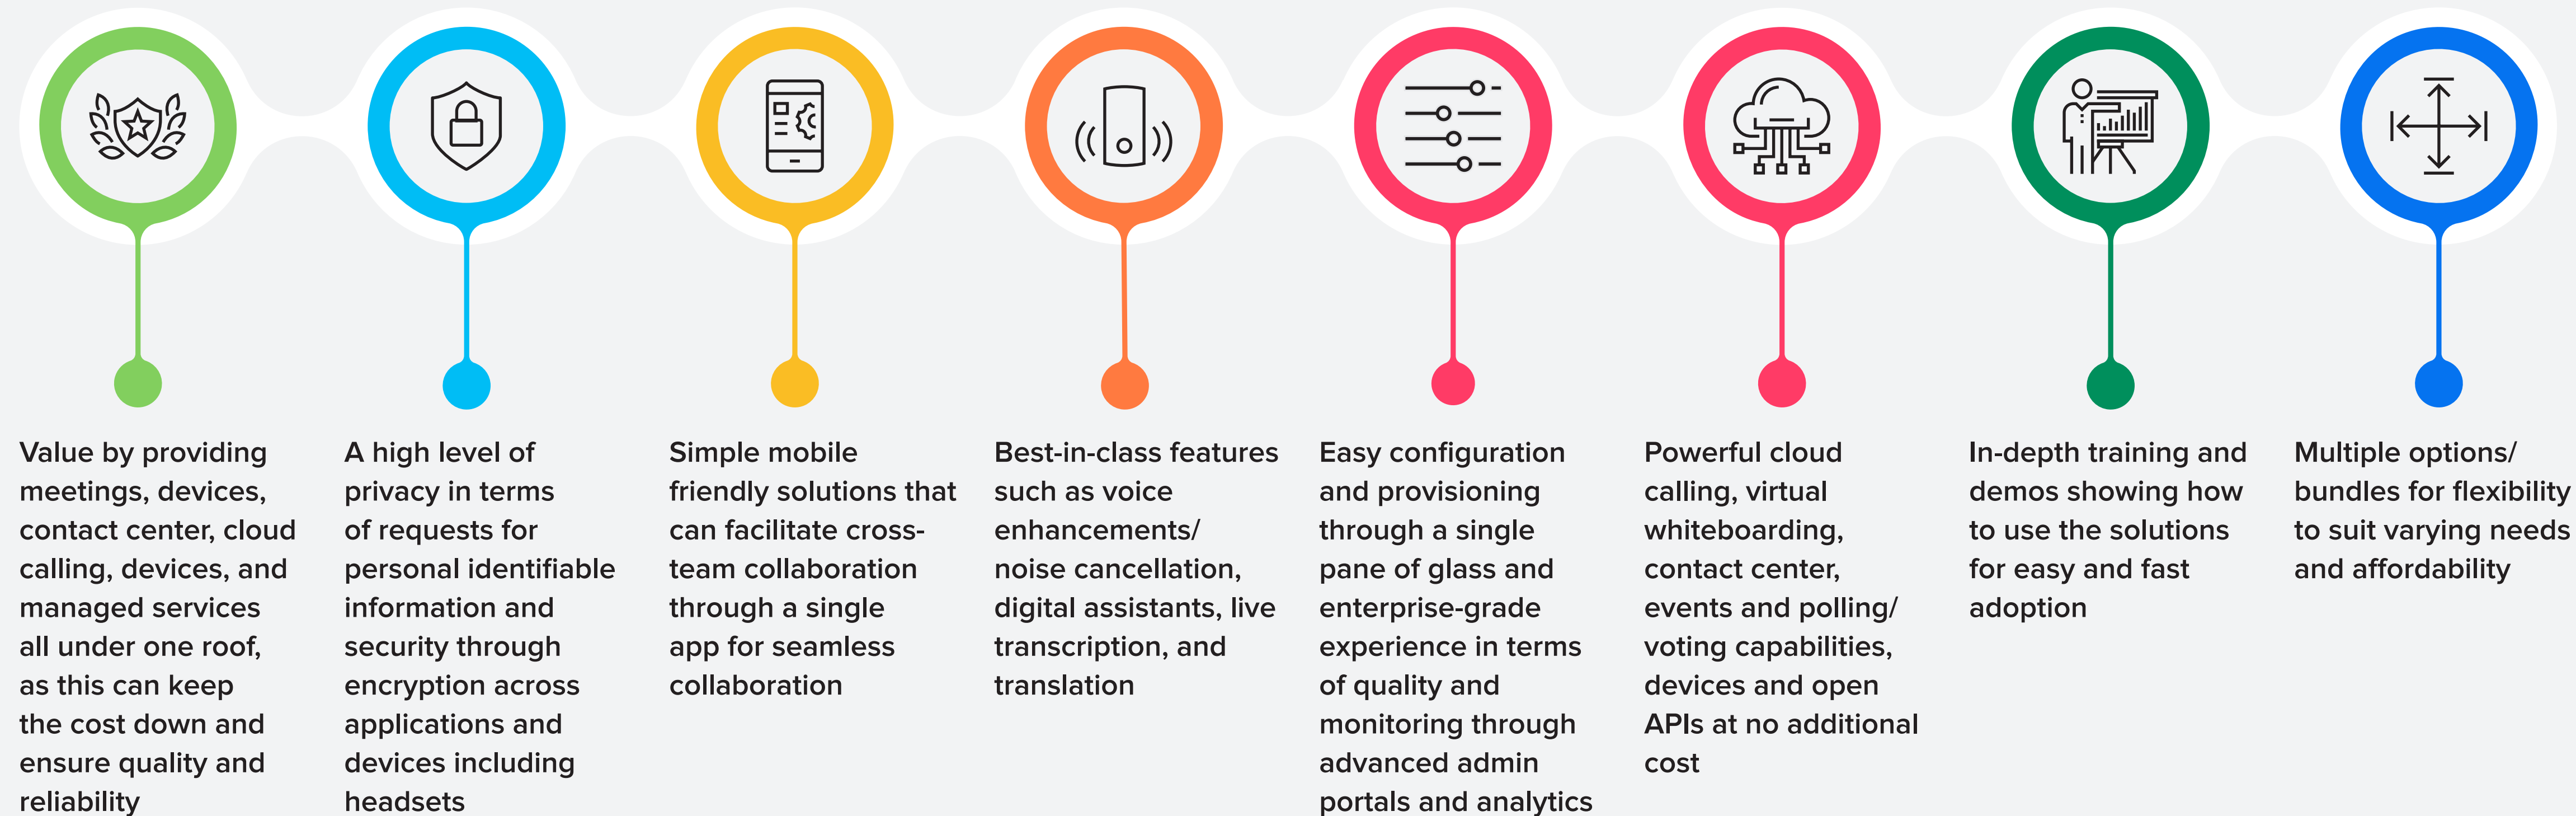 Value by providing
meetings, devices,
contact center, cloud
calling, devices, and
managed services
all under one roof,
as this can keep
the cost down and
ensure quality and
reliability
A high level of
privacy in terms
of requests for
personal identifiable
information and
security through
encryption across
applications and
devices including
headsets
Simple mobile
friendly solutions that
can facilitate cross-
team collaboration
through a single
app for seamless
collaboration
Best-in-class features
such as voice
enhancements/
noise cancellation,
digital assistants, live
transcription, and
translation
Easy configuration
and provisioning
through a single
pane of glass and
enterprise-grade
experience in terms
of quality and
monitoring through
advanced admin
portals and analytics
Powerful cloud
calling, virtual
whiteboarding,
contact center,
events and polling/
voting capabilities,
devices and open
APIs at no additional
cost
In-depth training and
demos showing how
to use the solutions
for easy and fast
adoption
Multiple options/
bundles for flexibility
to suit varying needs
and affordability